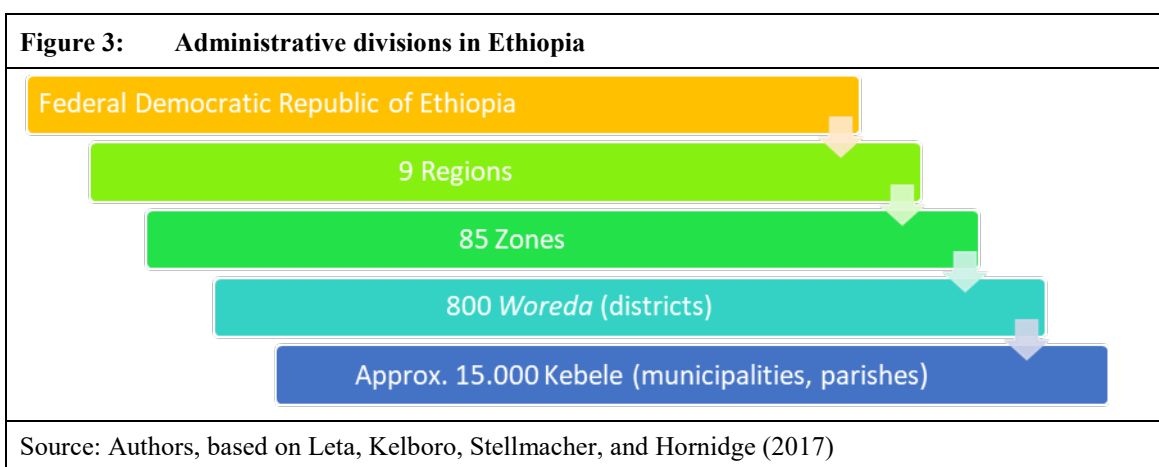 Figure 3: Administrative divisions in Ethiopia
Federal Democratic Republic of Ethiopia
9 Regions
85 Zones
800 Woreda (districts)
Approx. 15.000 Kebele (municipalities, parishes)
Source: Authors, based on Leta, Kelboro, Stellmacher, and Hornidge (2017)